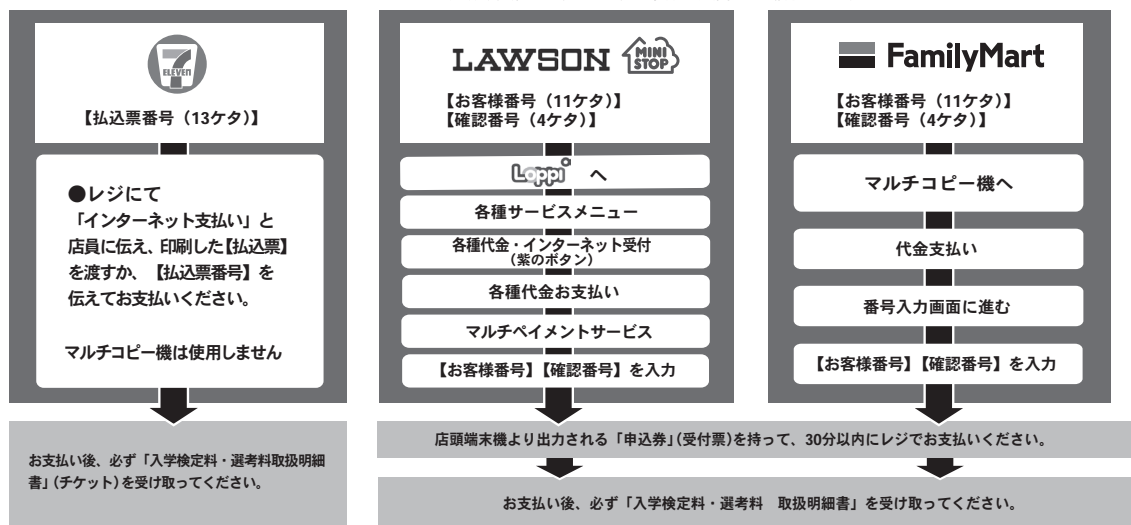 7
ELEVEN
【払込票番号（13ケタ）】
●レジにて
「インターネット支払い」と
店員に伝え、印刷した【払込票】
を渡すか、【払込票番号】を
伝えてお支払いください。
マルチコピー機は使用しません
お支払い後、必ず「入学検定料・選考料取扱明細
書」（チケット）を受け取ってください。
LAWSON MINI STOP
【お客様番号（11ケタ）】
【確認番号（4ケタ）】
Loppi へ
各種サービスメニュー
各種代金・インターネット受付
（紫のボタン）
各種代金お支払い
マルチペイメントサービス
【お客様番号】【確認番号】を入力
FamilyMart
【お客様番号（11ケタ）】
【確認番号（4ケタ）】
マルチコピー機へ
代金支払い
番号入力画面に進む
【お客様番号】【確認番号】を入力
店頭端末機より出力される「申込券」（受付票）を持って、30分以内にレジでお支払いください。
お支払い後、必ず「入学検定料・選考料　取扱明細書」を受け取ってください。